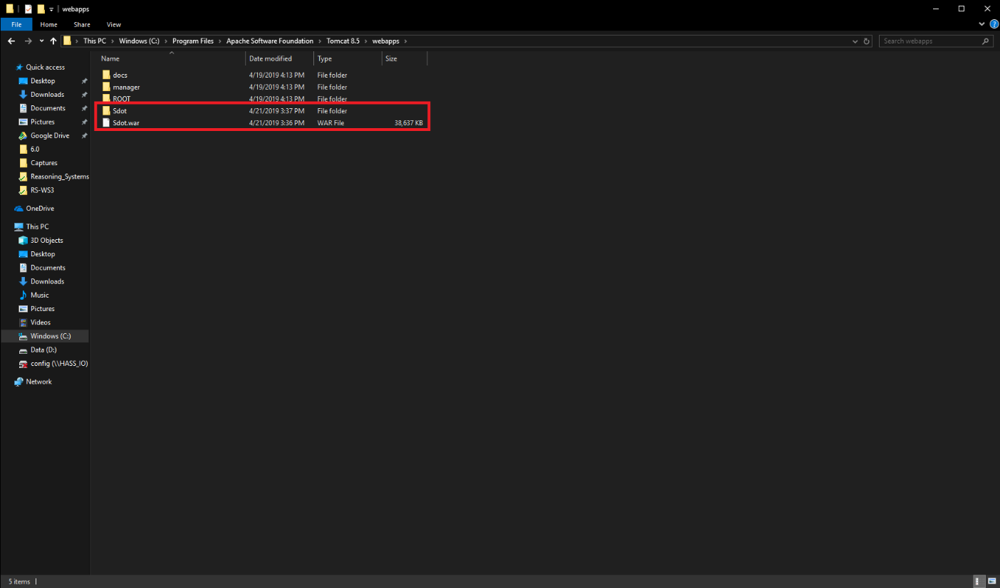 webapps
File Home Share View
This PC Windows (C:) Program Files Apache Software Foundation Tomcat 8.5 webapps
Search webapps
Name Date modified Type Size
docs 4/19/2019 4:13 PM File folder
manager 4/19/2019 4:13 PM File folder
ROOT 4/19/2019 4:13 PM File folder
Sdot 4/21/2019 3:37 PM File folder
Sdot.war 4/21/2019 3:36 PM WAR File 38,637 KB
Quick access
Desktop
Downloads
Documents
Pictures
Google Drive
6.0
Captures
Reasoning_Systems
RS-WS3
OneDrive
This PC
3D Objects
Desktop
Documents
Downloads
Music
Pictures
Videos
Windows (C:)
Data (D:)
config (\\HASS_IO)
Network
5 items